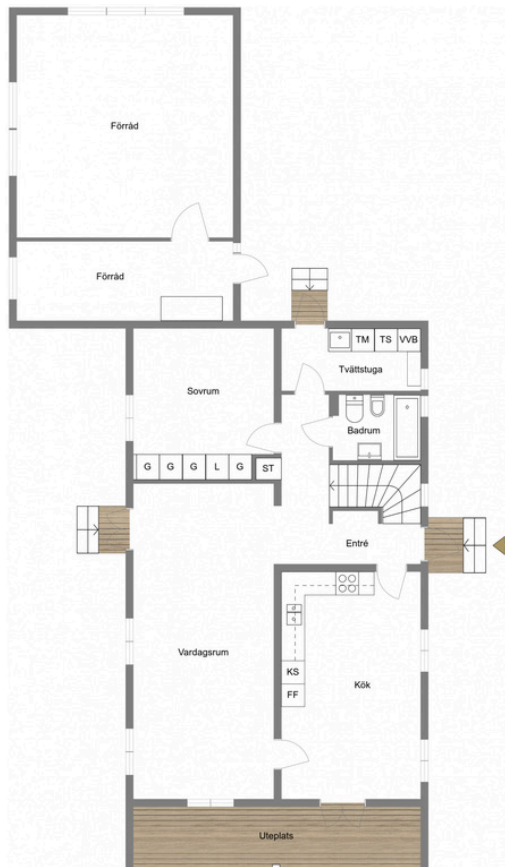 Förråd
Förråd
TM TS VVB
Tvättstuga
Sovrum
Badrum
G G G L G ST
Entré
Vardagsrum
KS
Kök
FF
Uteplats